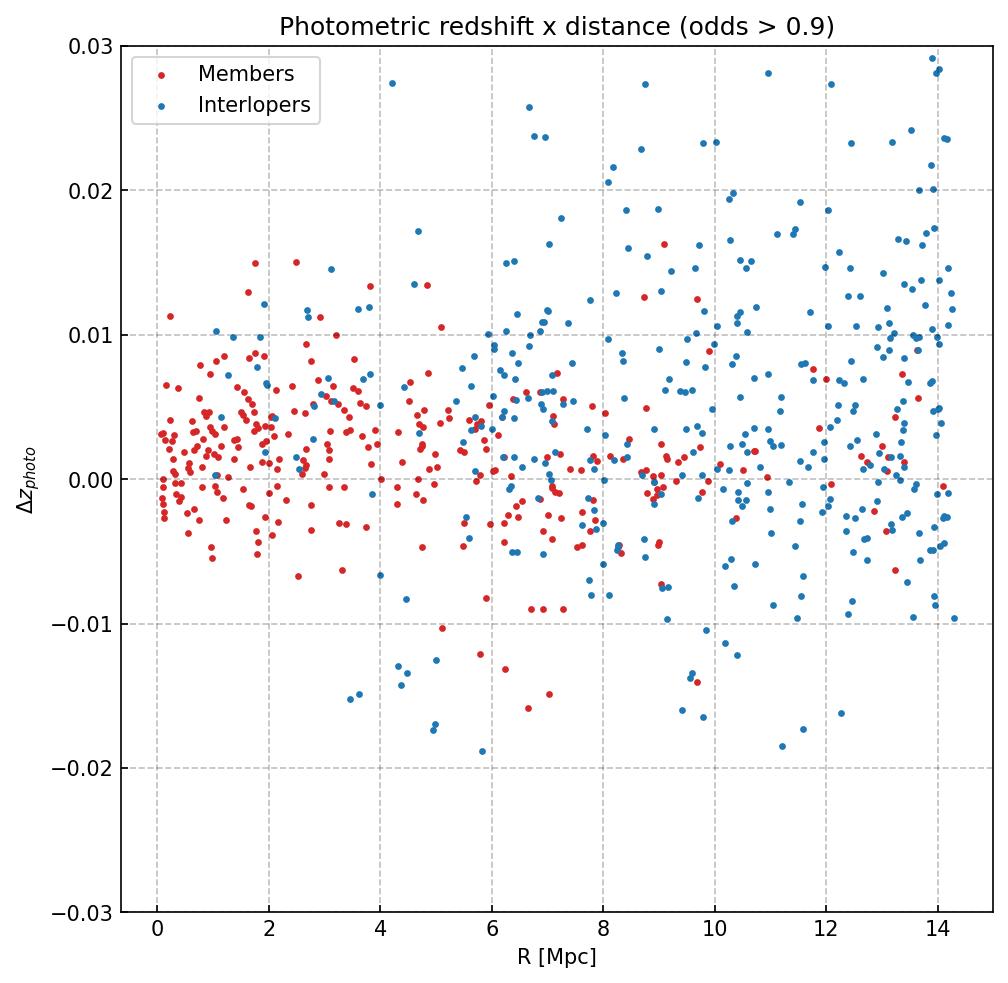 Photometric redshift x distance (odds > 0.9)
Members
Interlopers
0.03
0.02
0.01
0.00
−0.01
−0.02
−0.03
Δz_photo
0 2 4 6 8 10 12 14
R [Mpc]